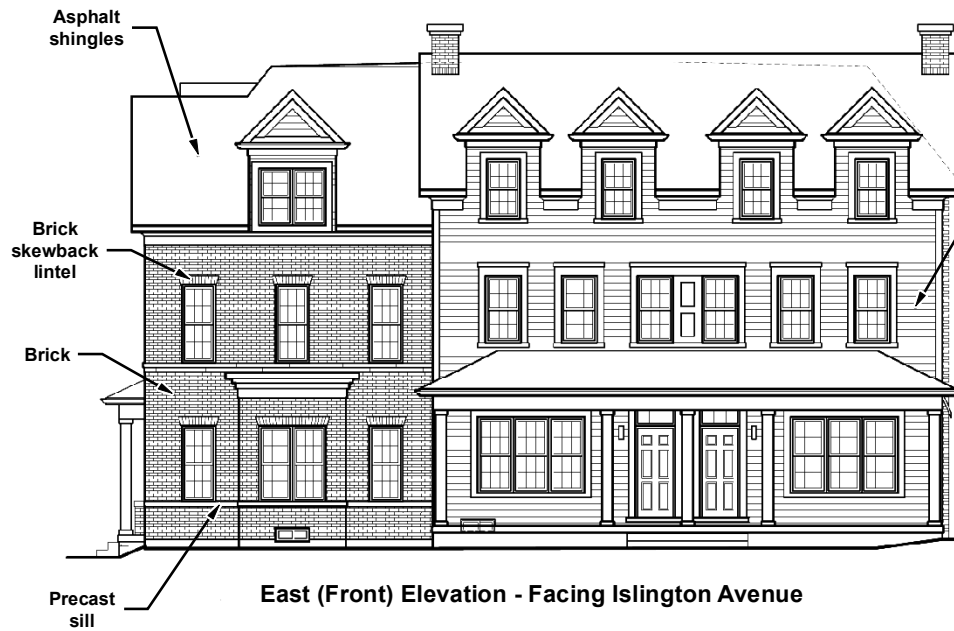 Asphalt
shingles
Brick
skewback
lintel
Brick
Precast
sill
East (Front) Elevation - Facing Islington Avenue